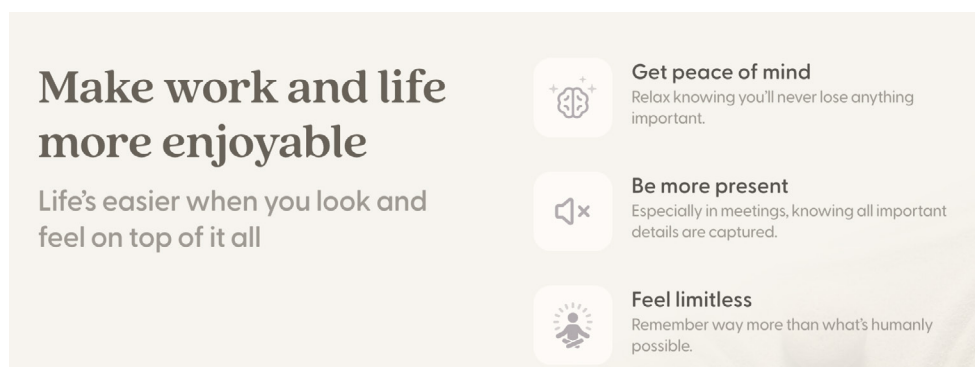 Make work and life
more enjoyable
Life's easier when you look and
feel on top of it all
Get peace of mind
Relax knowing you'll never lose anything
important.
Be more present
Especially in meetings, knowing all important
details are captured.
Feel limitless
Remember way more than what's humanly
possible.